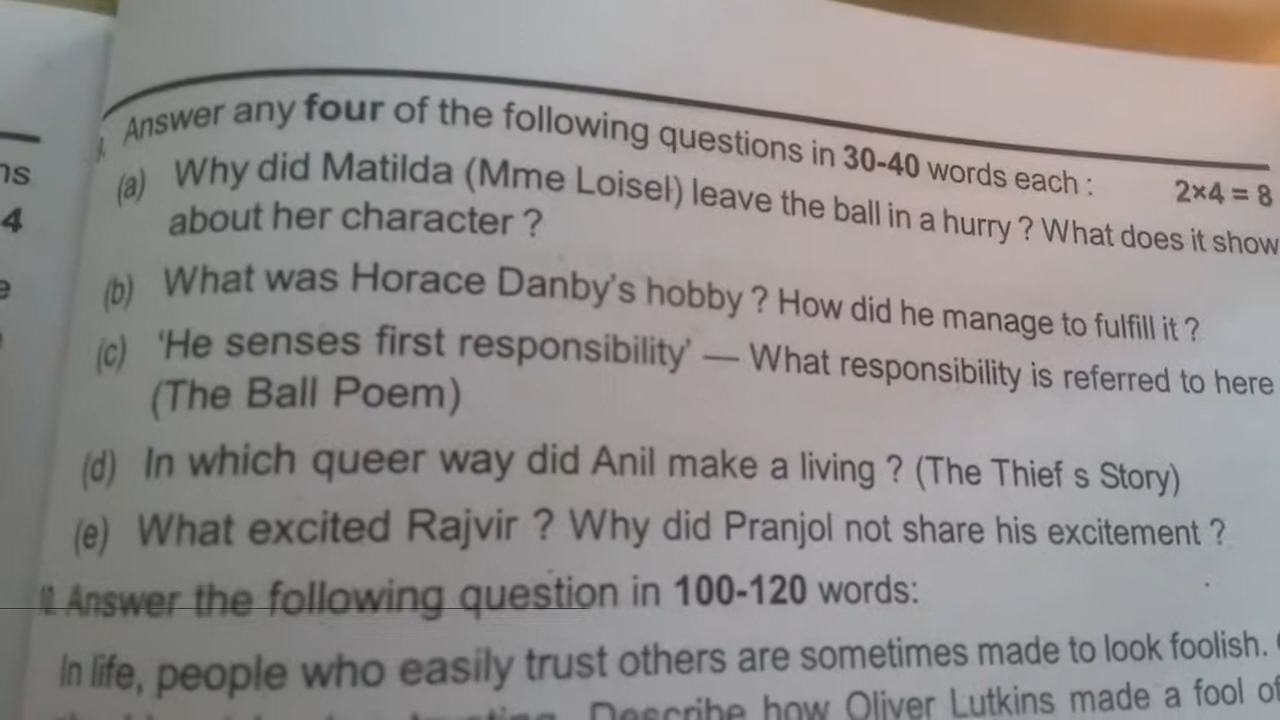 ns
4
e
Answer any four of the following questions in 30-40 words each : 2×4 = 8
(a) Why did Matilda (Mme Loisel) leave the ball in a hurry ? What does it show
about her character ?
(b) What was Horace Danby's hobby ? How did he manage to fulfill it ?
(c) 'He senses first responsibility' — What responsibility is referred to here
(The Ball Poem)
(d) In which queer way did Anil make a living ? (The Thief s Story)
(e) What excited Rajvir ? Why did Pranjol not share his excitement ?
Answer the following question in 100-120 words:
In life, people who easily trust others are sometimes made to look foolish.
Describe how Oliver Lutkins made a fool of